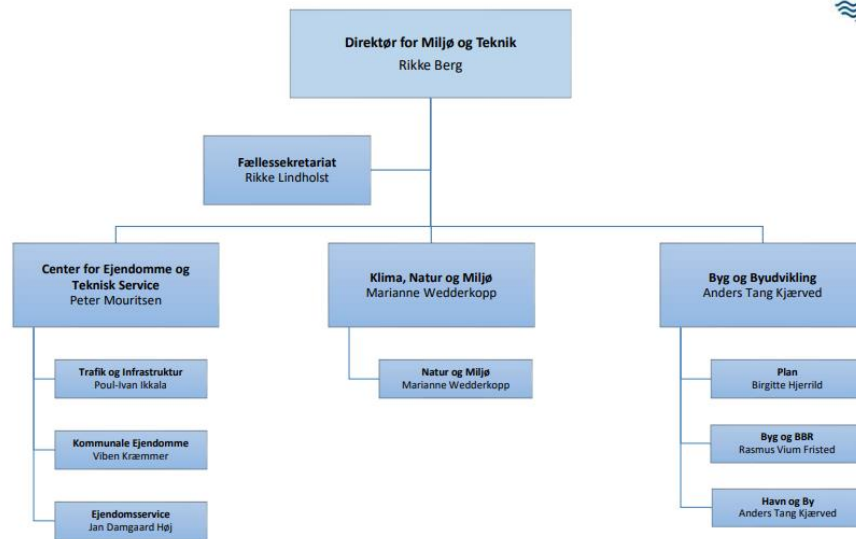 Direktør for Miljø og Teknik
Rikke Berg
Fællessekretariat
Rikke Lindholst
Center for Ejendomme og
Teknisk Service
Peter Mouritsen
Klima, Natur og Miljø
Marianne Wedderkopp
Byg og Byudvikling
Anders Tang Kjærved
Trafik og Infrastruktur
Poul-Ivan Ikkala
Natur og Miljø
Marianne Wedderkopp
Plan
Birgitte Hjerrild
Kommunale Ejendomme
Viben Kræmmer
Byg og BBR
Rasmus Vium Fristed
Ejendomsservice
Jan Damgaard Høj
Havn og By
Anders Tang Kjærved